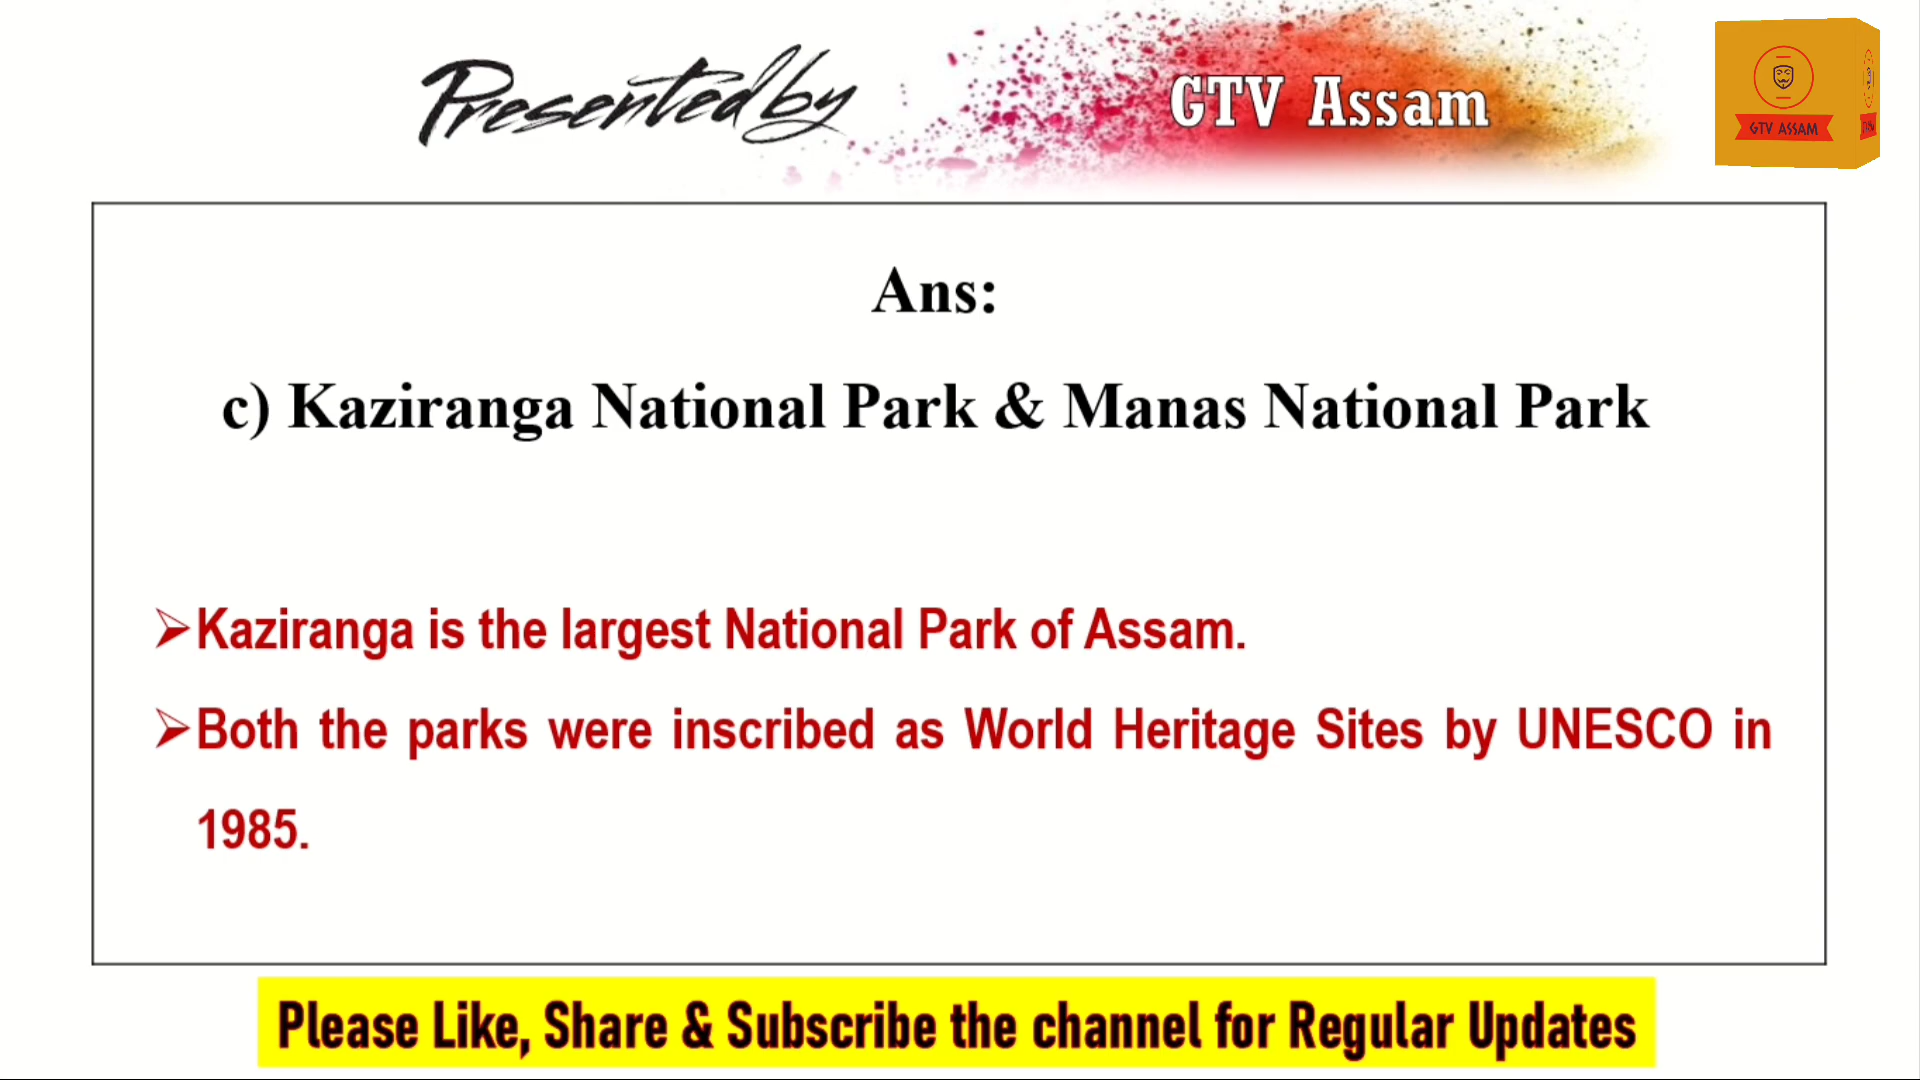 Presented by GTV Assam
GTV ASSAM
Ans:
c) Kaziranga National Park & Manas National Park
➢Kaziranga is the largest National Park of Assam.
➢Both the parks were inscribed as World Heritage Sites by UNESCO in
1985.
Please Like, Share & Subscribe the channel for Regular Updates